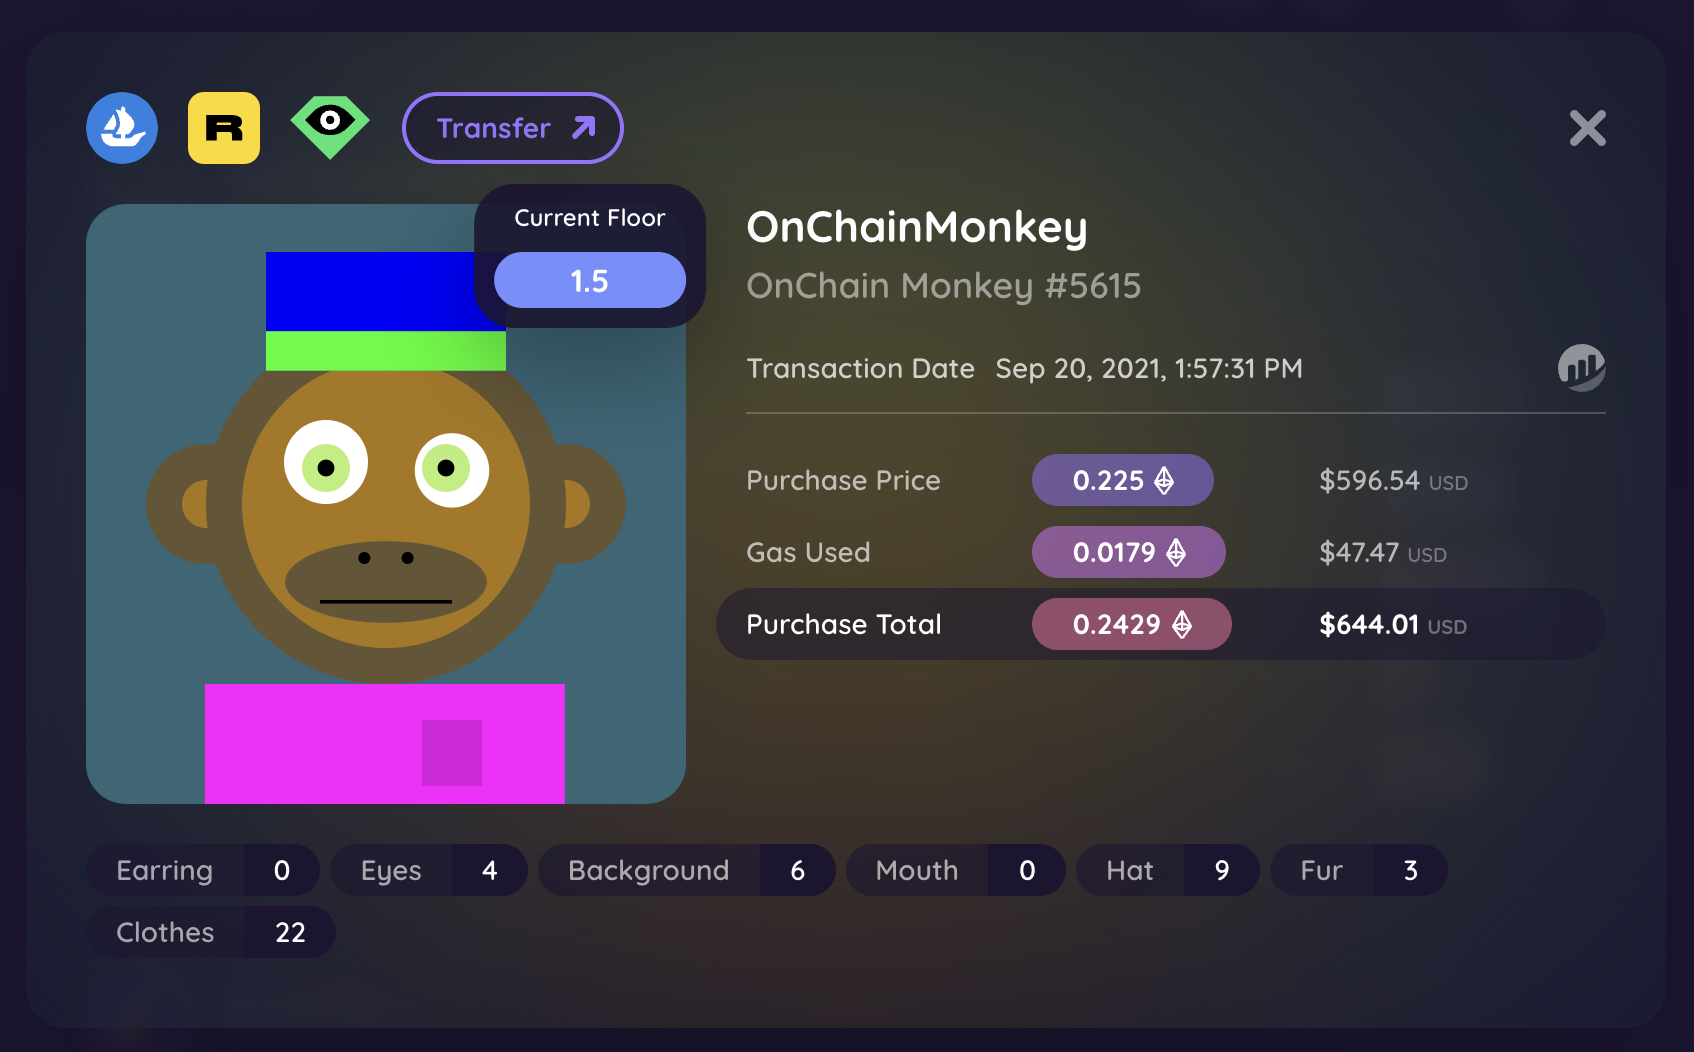 R
Transfer
Current Floor
1.5
OnChainMonkey
OnChain Monkey #5615
Transaction Date Sep 20, 2021, 1:57:31 PM
Purchase Price 0.225 $596.54 USD
Gas Used 0.0179 $47.47 USD
Purchase Total 0.2429 $644.01 USD
Earring 0 Eyes 4 Background 6 Mouth 0 Hat 9 Fur 3
Clothes 22